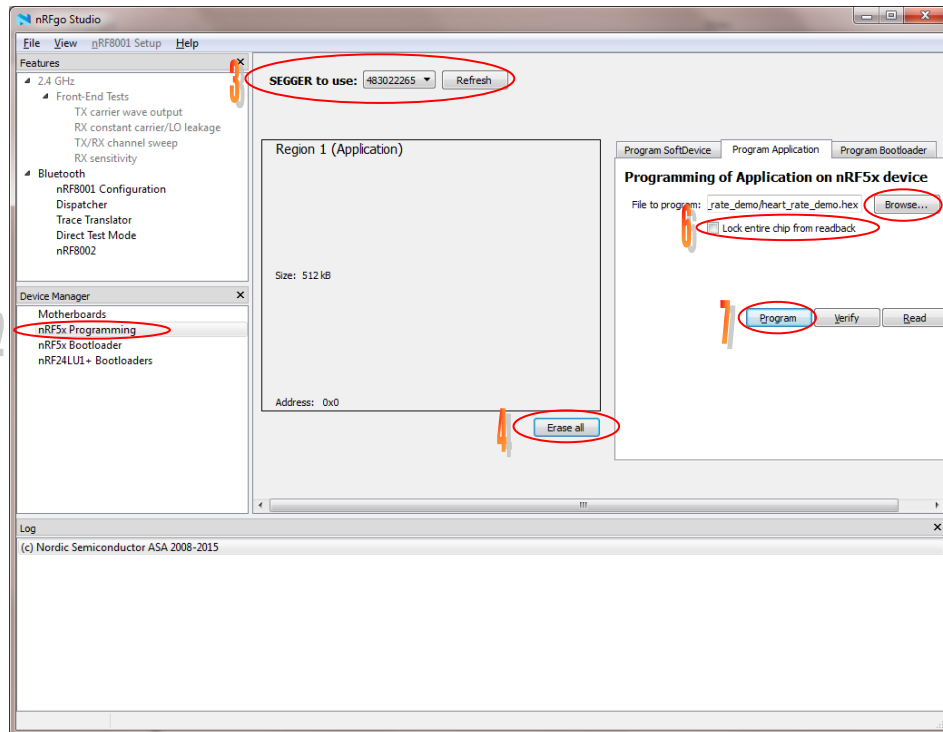 nRFgo Studio
File View nRF8001 Setup Help
Features
2.4 GHz
Front-End Tests
TX carrier wave output
RX constant carrier/LO leakage
TX/RX channel sweep
RX sensitivity
Bluetooth
nRF8001 Configuration
Dispatcher
Trace Translator
Direct Test Mode
nRF8002
Device Manager
Motherboards
2
nRF5x Programming
nRF5x Bootloader
nRF24LU1+ Bootloaders
3
SEGGER to use: 483022265 Refresh
Region 1 (Application)
Size: 512 kB
Address: 0x0
4
Erase all
Program SoftDevice Program Application Program Bootloader
Programming of Application on nRF5x device
File to program: _rate_demo/heart_rate_demo.hex Browse...
6
Lock entire chip from readback
7
Program Verify Read
Log
(c) Nordic Semiconductor ASA 2008-2015